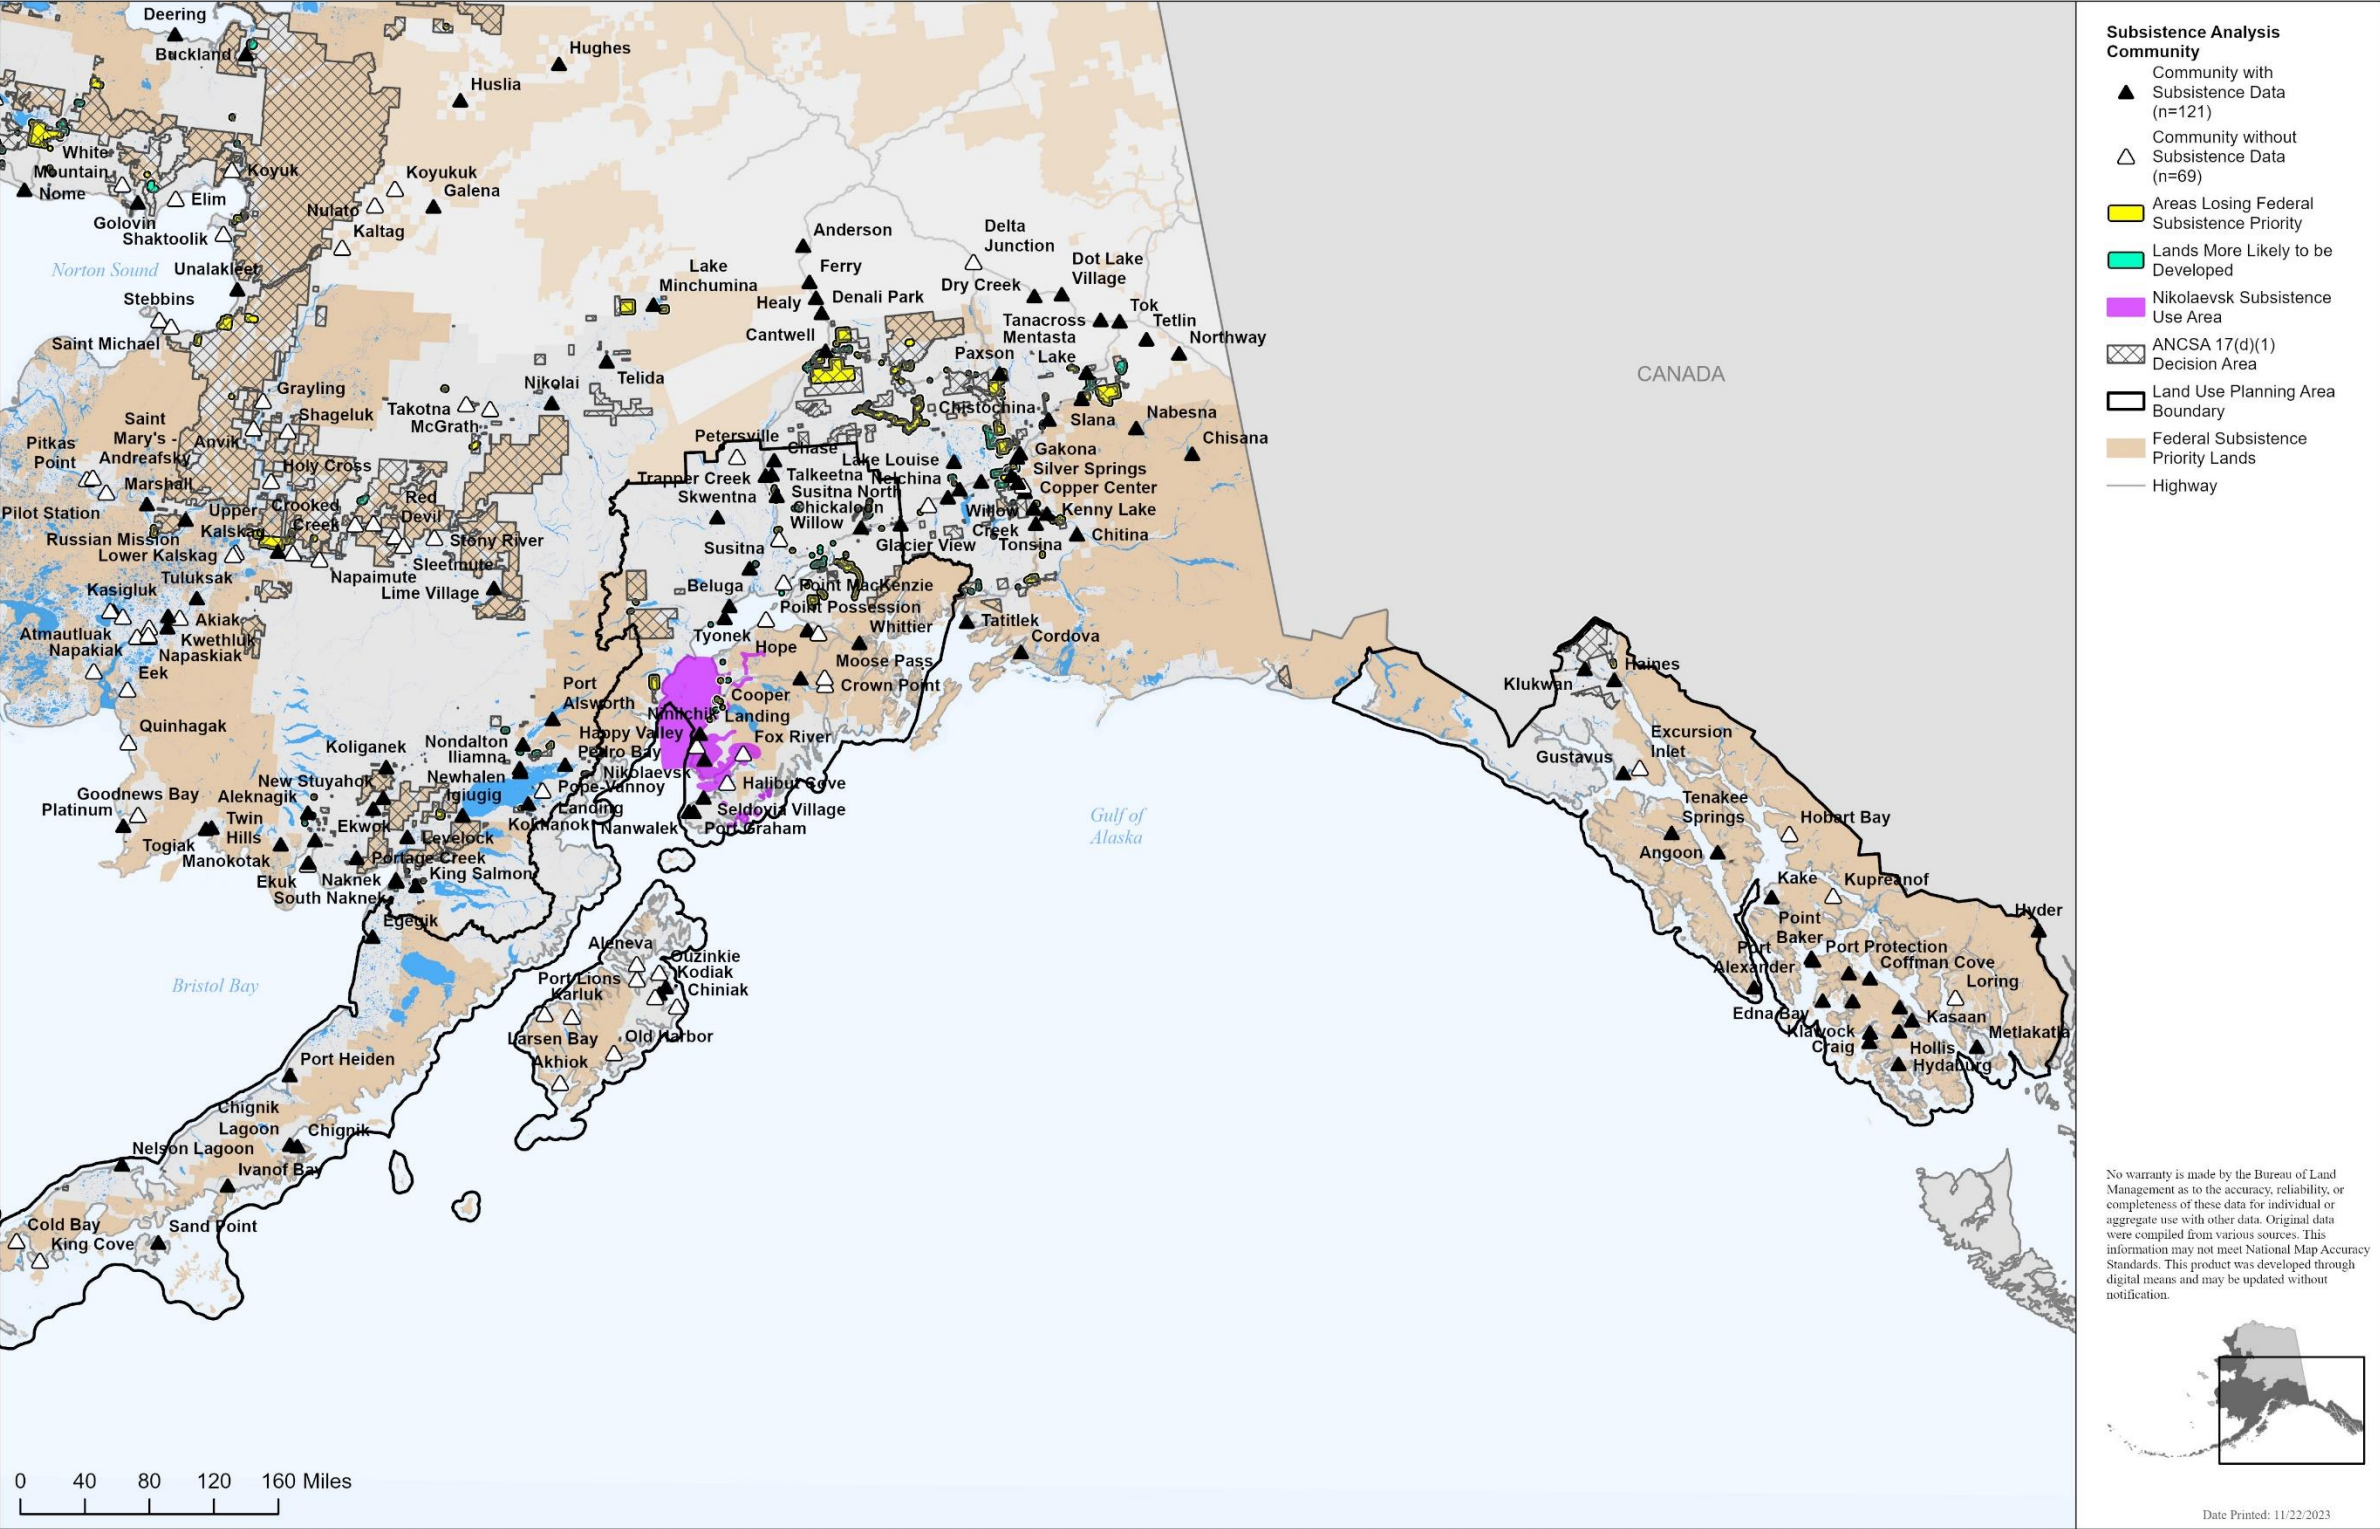 Deering
Buckland
Hughes
Huslia
White
Mountain
Nome
Koyuk
Koyukuk
Galena
Elim
Golovin
Nulato
Shaktoolik
Kaltag
Anderson
Delta
Junction
Norton Sound
Unalakleet
Lake
Minchumina
Ferry
Dot Lake
Village
Stebbins
Healy
Denali Park
Dry Creek
Tok
Saint Michael
Cantwell
Tanacross
Tetlin
Mentasta
Lake
Northway
Paxson
CANADA
Grayling
Nikolai
Telida
Shageluk
Takotna
McGrath
Chistochina
Slana
Nabesna
Saint
Mary's -
Andreafsky
Pitkas
Point
Anvik
Petersville
Chase
Chisana
Holy Cross
Lake Louise
Gakona
Marshall
Trapper Creek
Talkeetna
Nelchina
Silver Springs
Red
Devil
Skwentna
Susitna North
Copper Center
Pilot Station
Upper
Kalskag
Crooked
Creek
Chickaloon
Willow
Willow
Creek
Kenny Lake
Russian Mission
Stony River
Lower Kalskag
Susitna
Glacier View
Tonsina
Chitina
Sleetmute
Tuluksak
Napaimute
Kasigluk
Lime Village
Beluga
Point MacKenzie
Akiak
Point Possession
Atmautluak
Kwethluk
Tyonek
Whittier
Tatitlek
Napakiak
Napaskiak
Hope
Cordova
Eek
Moose Pass
Haines
Klukwan
Port
Alsworth
Cooper
Landing
Crown Point
Quinhagak
Ninilchik
Happy Valley
Fox River
Excursion
Inlet
Koliganek
Nondalton
Iliamna
Pedro Bay
Gustavus
New Stuyahok
Newhalen
Nikolaevsk
Pope-Vannoy
Landing
Halibut Cove
Goodnews Bay
Aleknagik
Igiugig
Tenakee
Springs
Platinum
Twin
Hills
Ekwok
Kokhanok
Nanwalek
Seldovia Village
Port Graham
Hobart Bay
Togiak
Levelock
Manokotak
Portage Creek
Angoon
Ekuk
Naknek
King Salmon
South Naknek
Kake
Kupreanof
Egegik
Hyder
Point
Baker
Aleneva
Ouzinkie
Port
Alexander
Port Protection
Bristol Bay
Port Lions
Kodiak
Coffman Cove
Karluk
Chiniak
Loring
Edna Bay
Kasaan
Larsen Bay
Old Harbor
Klawock
Metlakatla
Port Heiden
Akhiok
Craig
Hollis
Hydaburg
Chignik
Lagoon
Chignik
Nelson Lagoon
Ivanof Bay
Gulf of
Alaska
Cold Bay
Sand Point
King Cove
0 40 80 120 160 Miles
Subsistence Analysis
Community
Community with
Subsistence Data
(n=121)
Community without
Subsistence Data
(n=69)
Areas Losing Federal
Subsistence Priority
Lands More Likely to be
Developed
Nikolaevsk Subsistence
Use Area
ANCSA 17(d)(1)
Decision Area
Land Use Planning Area
Boundary
Federal Subsistence
Priority Lands
Highway
No warranty is made by the Bureau of Land
Management as to the accuracy, reliability, or
completeness of these data for individual or
aggregate use with other data. Original data
were compiled from various sources. This
information may not meet National Map Accuracy
Standards. This product was developed through
digital means and may be updated without
notification.
Date Printed: 11/22/2023